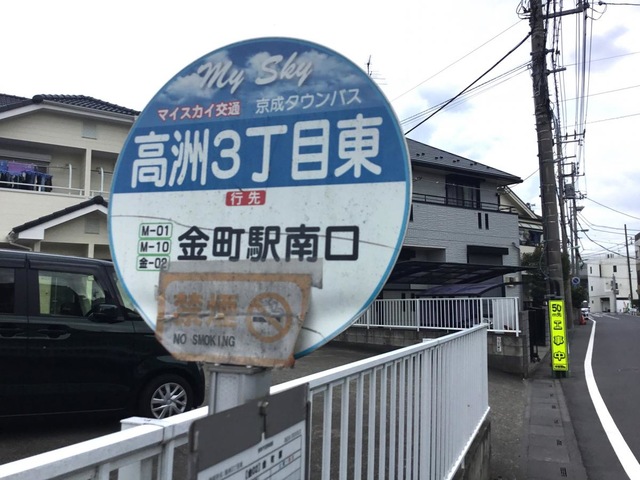 My Sky
マイスカイ交通 京成タウンバス
高洲3丁目東
行先
M-01
M-10
金-02
金町駅南口
禁煙
NO SMOKING
50